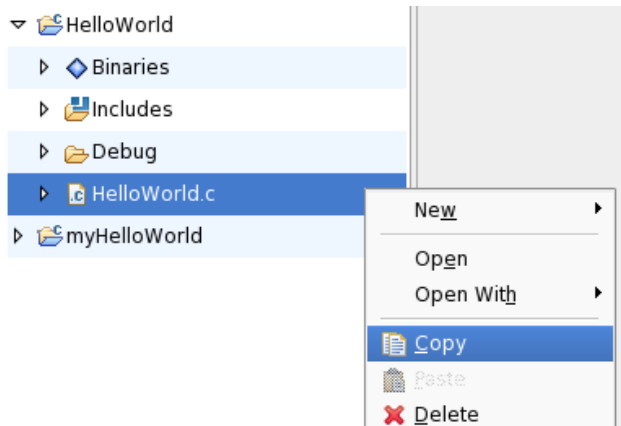 HelloWorld
Binaries
Includes
Debug
HelloWorld.c
myHelloWorld
New
Open
Open With
Copy
Paste
Delete